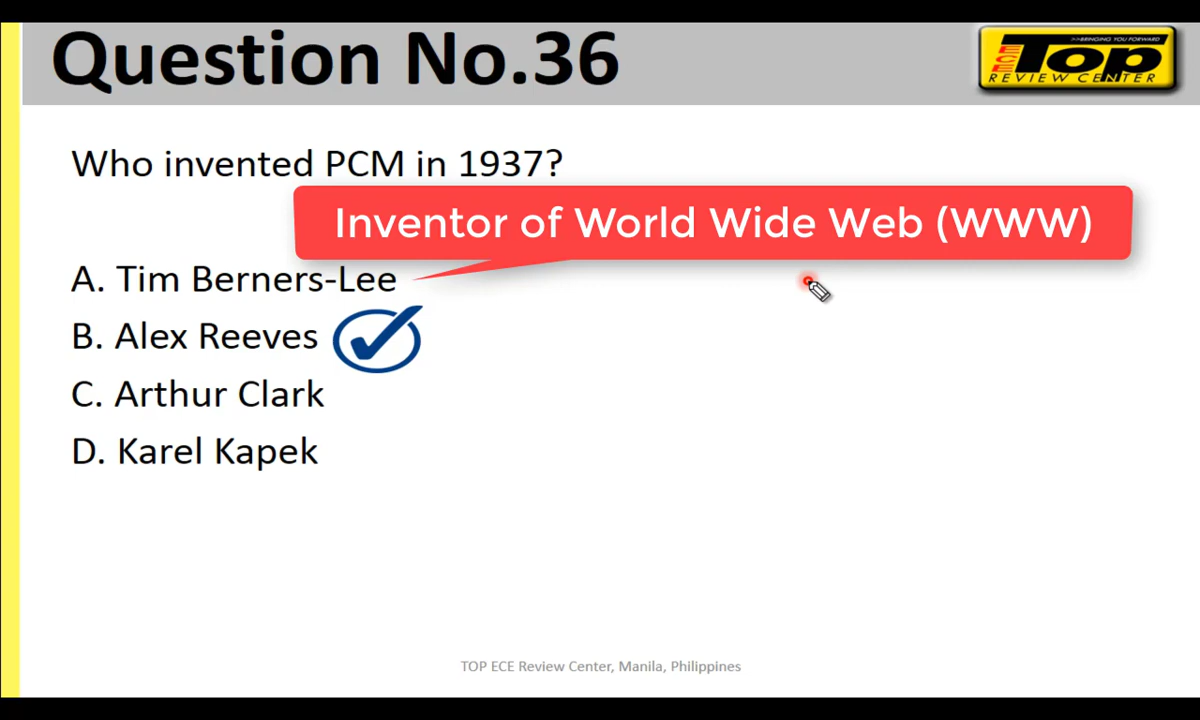 Question No.36
>>BRINGING YOU FORWARD
ECE Top
REVIEW CENTER
Who invented PCM in 1937?
Inventor of World Wide Web (WWW)
A. Tim Berners-Lee
B. Alex Reeves
C. Arthur Clark
D. Karel Kapek
TOP ECE Review Center, Manila, Philippines